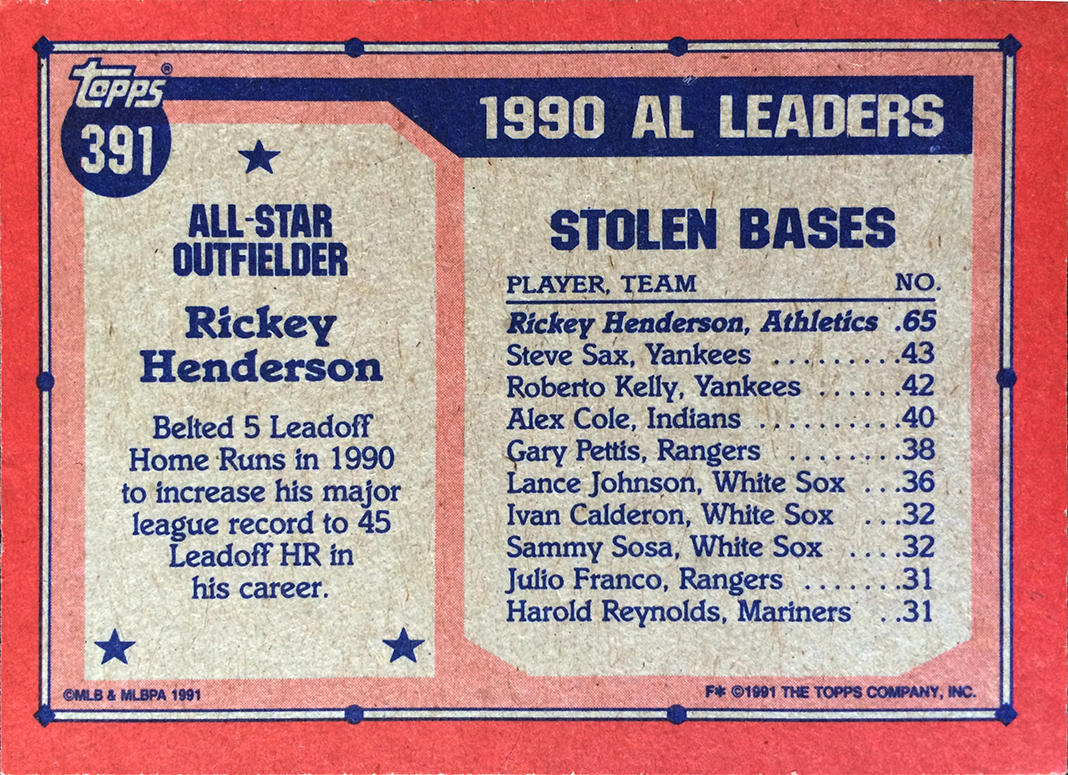 Topps®
391
1990 AL LEADERS
ALL-STAR
OUTFIELDER
Rickey
Henderson
Belted 5 Leadoff
Home Runs in 1990
to increase his major
league record to 45
Leadoff HR in
his career.
STOLEN BASES
PLAYER, TEAM NO.
Rickey Henderson, Athletics .65
Steve Sax, Yankees .........43
Roberto Kelly, Yankees ......42
Alex Cole, Indians ..........40
Gary Pettis, Rangers ........38
Lance Johnson, White Sox ...36
Ivan Calderon, White Sox ...32
Sammy Sosa, White Sox ....32
Julio Franco, Rangers .......31
Harold Reynolds, Mariners ..31
©MLB & MLBPA 1991
F* ©1991 THE TOPPS COMPANY, INC.